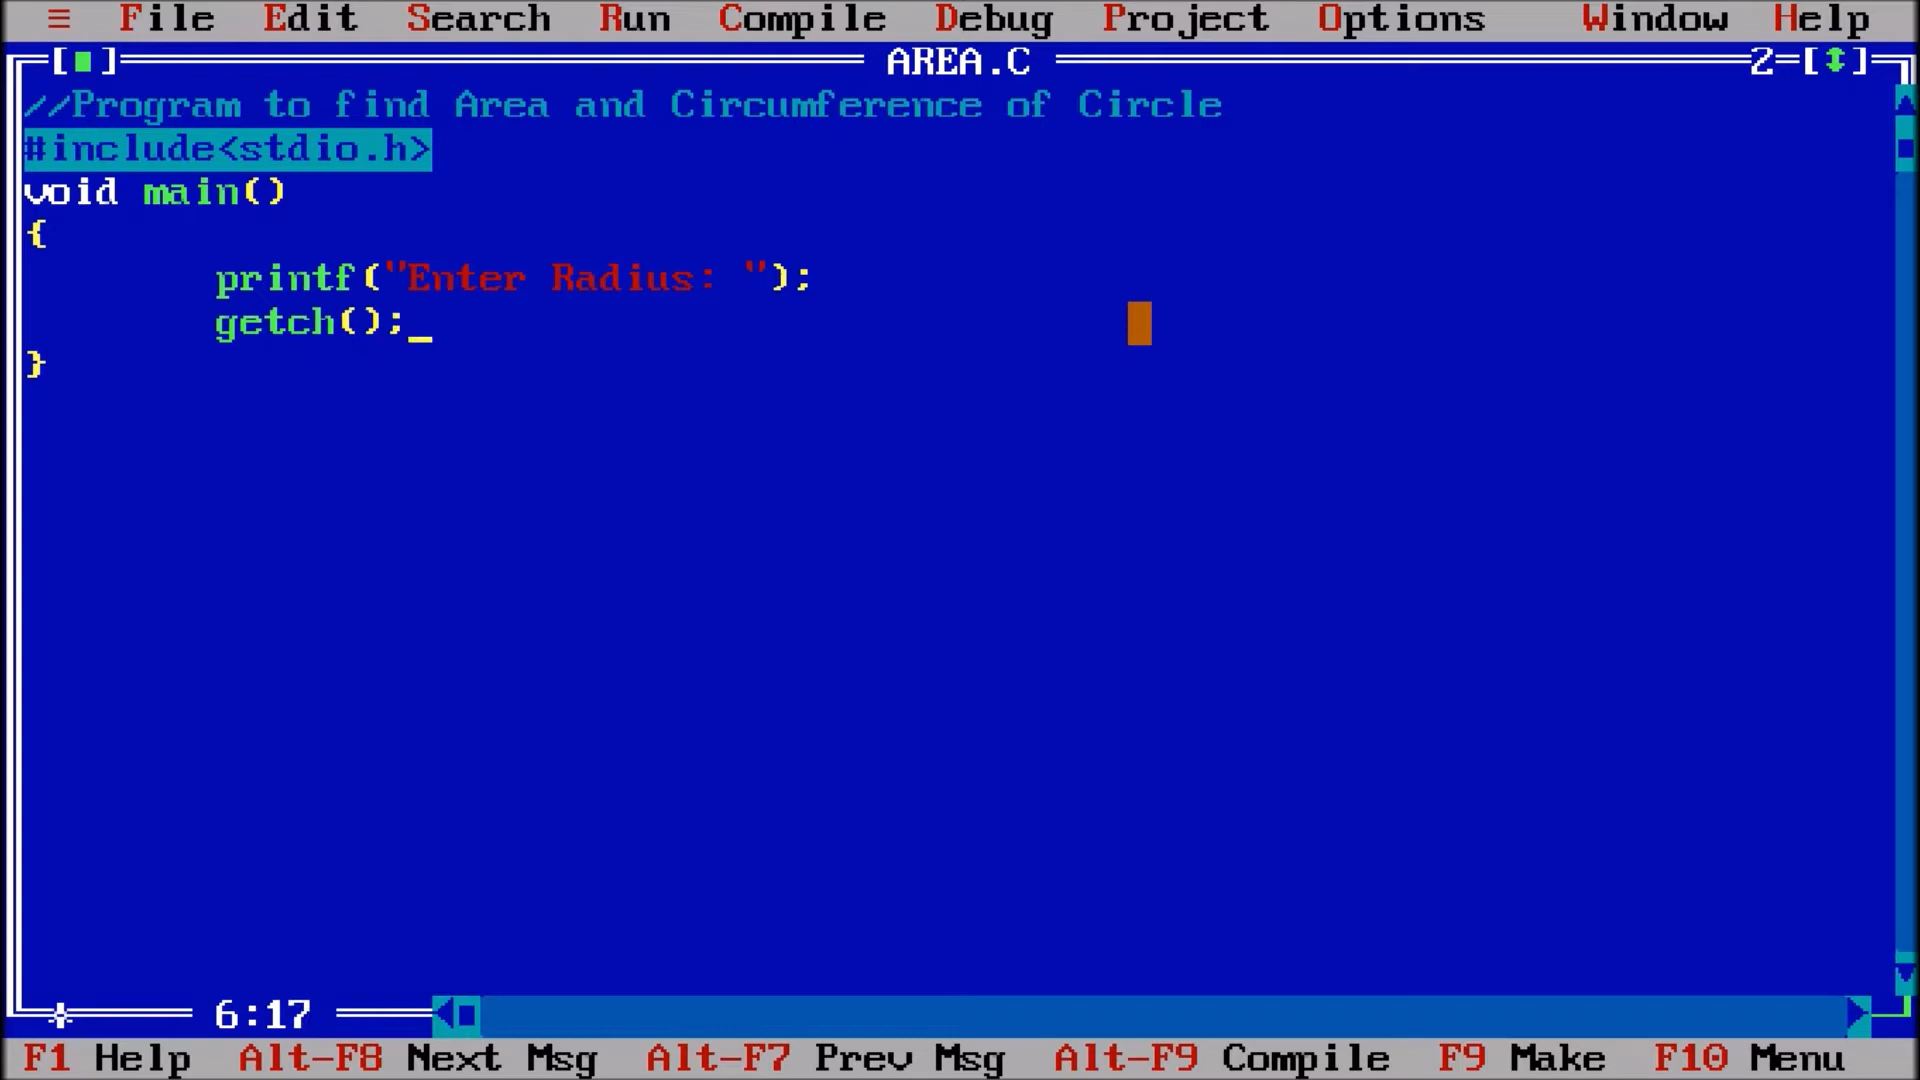 ≡ File Edit Search Run Compile Debug Project Options Window Help
[■] AREA.C 2=[↕]
//Program to find Area and Circumference of Circle
#include<stdio.h>
void main()
{
printf("Enter Radius: ");
getch();_
}
6:17
F1 Help Alt-F8 Next Msg Alt-F7 Prev Msg Alt-F9 Compile F9 Make F10 Menu